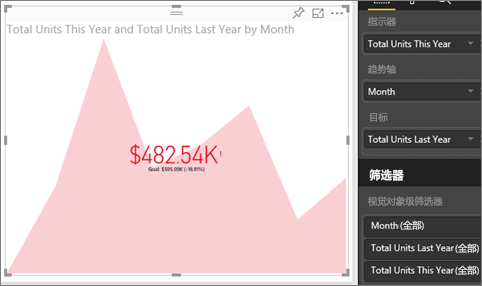 Total Units This Year and Total Units Last Year by Month
$482.54K!
Goal: $595.09K (-18.91%)
指示器
Total Units This Year
趋势轴
Month
目标
Total Units Last Year
筛选器
视觉对象级筛选器
Month(全部)
Total Units Last Year(全部)
Total Units This Year(全部)